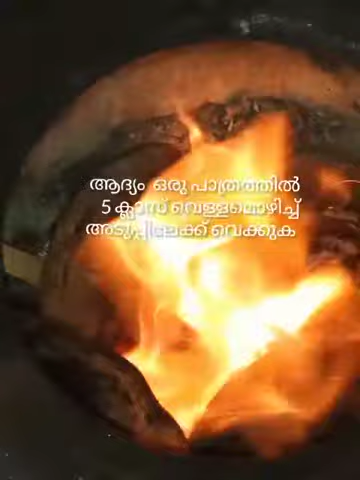 ആദ്യം ഒരു പാത്രത്തിൽ
5 ക്ലാസ് വെള്ളമൊഴിച്ച്
അടുപ്പിലേക്ക് വെക്കുക